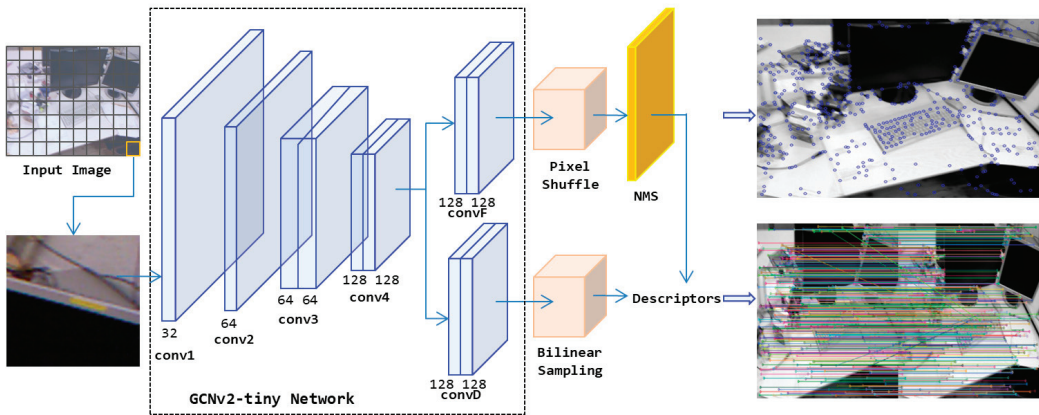 Input Image
32
conv1
64
conv2
64 64
conv3
128 128
conv4
128 128
convF
128 128
convD
GCNv2-tiny Network
Pixel
Shuffle
NMS
Bilinear
Sampling
Descriptors